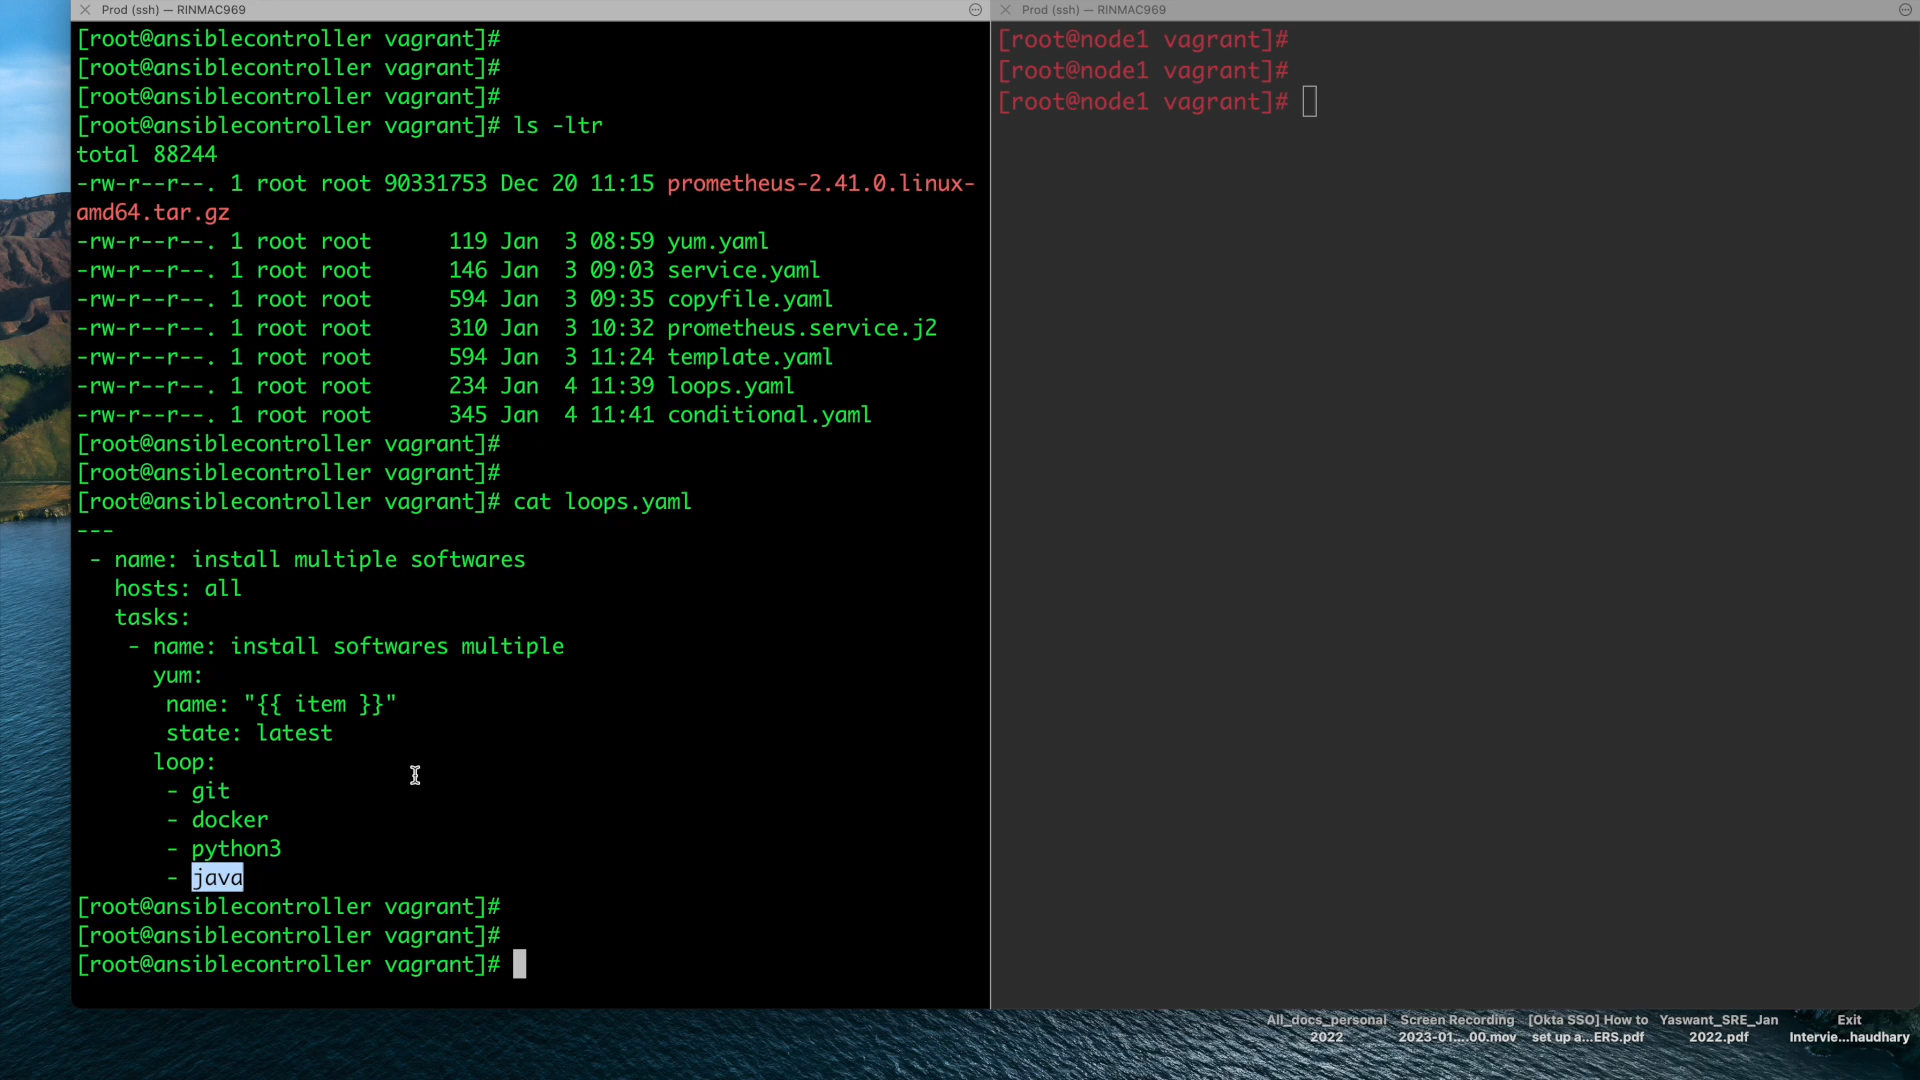 Prod (ssh) — RINMAC969
[root@ansiblecontroller vagrant]#
[root@ansiblecontroller vagrant]#
[root@ansiblecontroller vagrant]#
[root@ansiblecontroller vagrant]# ls -ltr
total 88244
-rw-r--r--. 1 root root 90331753 Dec 20 11:15 prometheus-2.41.0.linux-
amd64.tar.gz
-rw-r--r--. 1 root root      119 Jan  3 08:59 yum.yaml
-rw-r--r--. 1 root root      146 Jan  3 09:03 service.yaml
-rw-r--r--. 1 root root      594 Jan  3 09:35 copyfile.yaml
-rw-r--r--. 1 root root      310 Jan  3 10:32 prometheus.service.j2
-rw-r--r--. 1 root root      594 Jan  3 11:24 template.yaml
-rw-r--r--. 1 root root      234 Jan  4 11:39 loops.yaml
-rw-r--r--. 1 root root      345 Jan  4 11:41 conditional.yaml
[root@ansiblecontroller vagrant]#
[root@ansiblecontroller vagrant]#
[root@ansiblecontroller vagrant]# cat loops.yaml
---
 - name: install multiple softwares
   hosts: all
   tasks:
    - name: install softwares multiple
      yum:
       name: "{{ item }}"
       state: latest
      loop:
       - git
       - docker
       - python3
       - java
[root@ansiblecontroller vagrant]#
[root@ansiblecontroller vagrant]#
[root@ansiblecontroller vagrant]#
Prod (ssh) — RINMAC969
[root@node1 vagrant]#
[root@node1 vagrant]#
[root@node1 vagrant]#
All_docs_personal
2022
Screen Recording
2023-01....00.mov
[Okta SSO] How to
set up a...ERS.pdf
Yaswant_SRE_Jan
2022.pdf
Exit
Intervie...haudhary